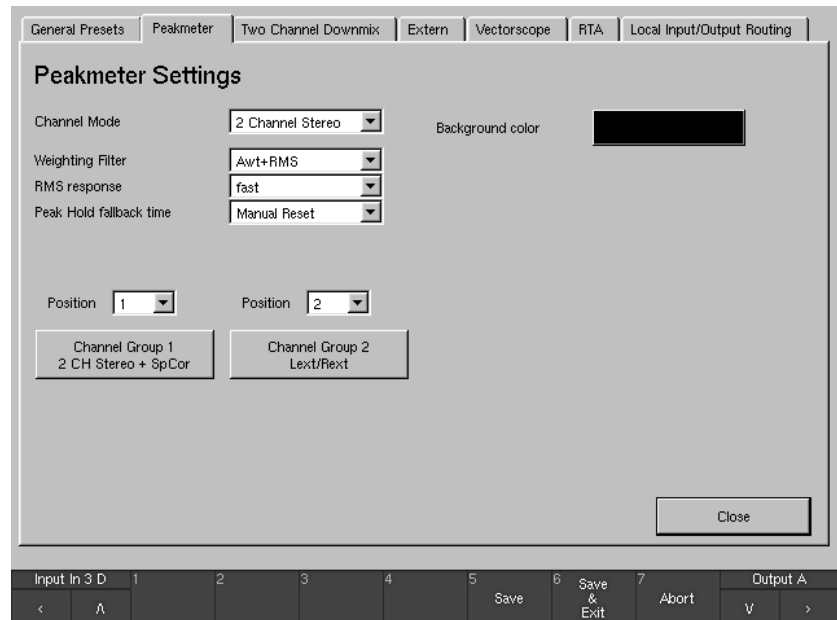 General Presets
Peakmeter
Two Channel Downmix
Extern
Vectorscope
RTA
Local Input/Output Routing
Peakmeter Settings
Channel Mode
2 Channel Stereo
Background color
Weighting Filter
Awt+RMS
RMS response
fast
Peak Hold fallback time
Manual Reset
Position 1
Position 2
Channel Group 1
2 CH Stereo + SpCor
Channel Group 2
Lext/Rext
Close
Input In 3 D
1
2
3
4
5
Save
6
Save
&
Exit
7
Abort
Output A
< Λ
V >